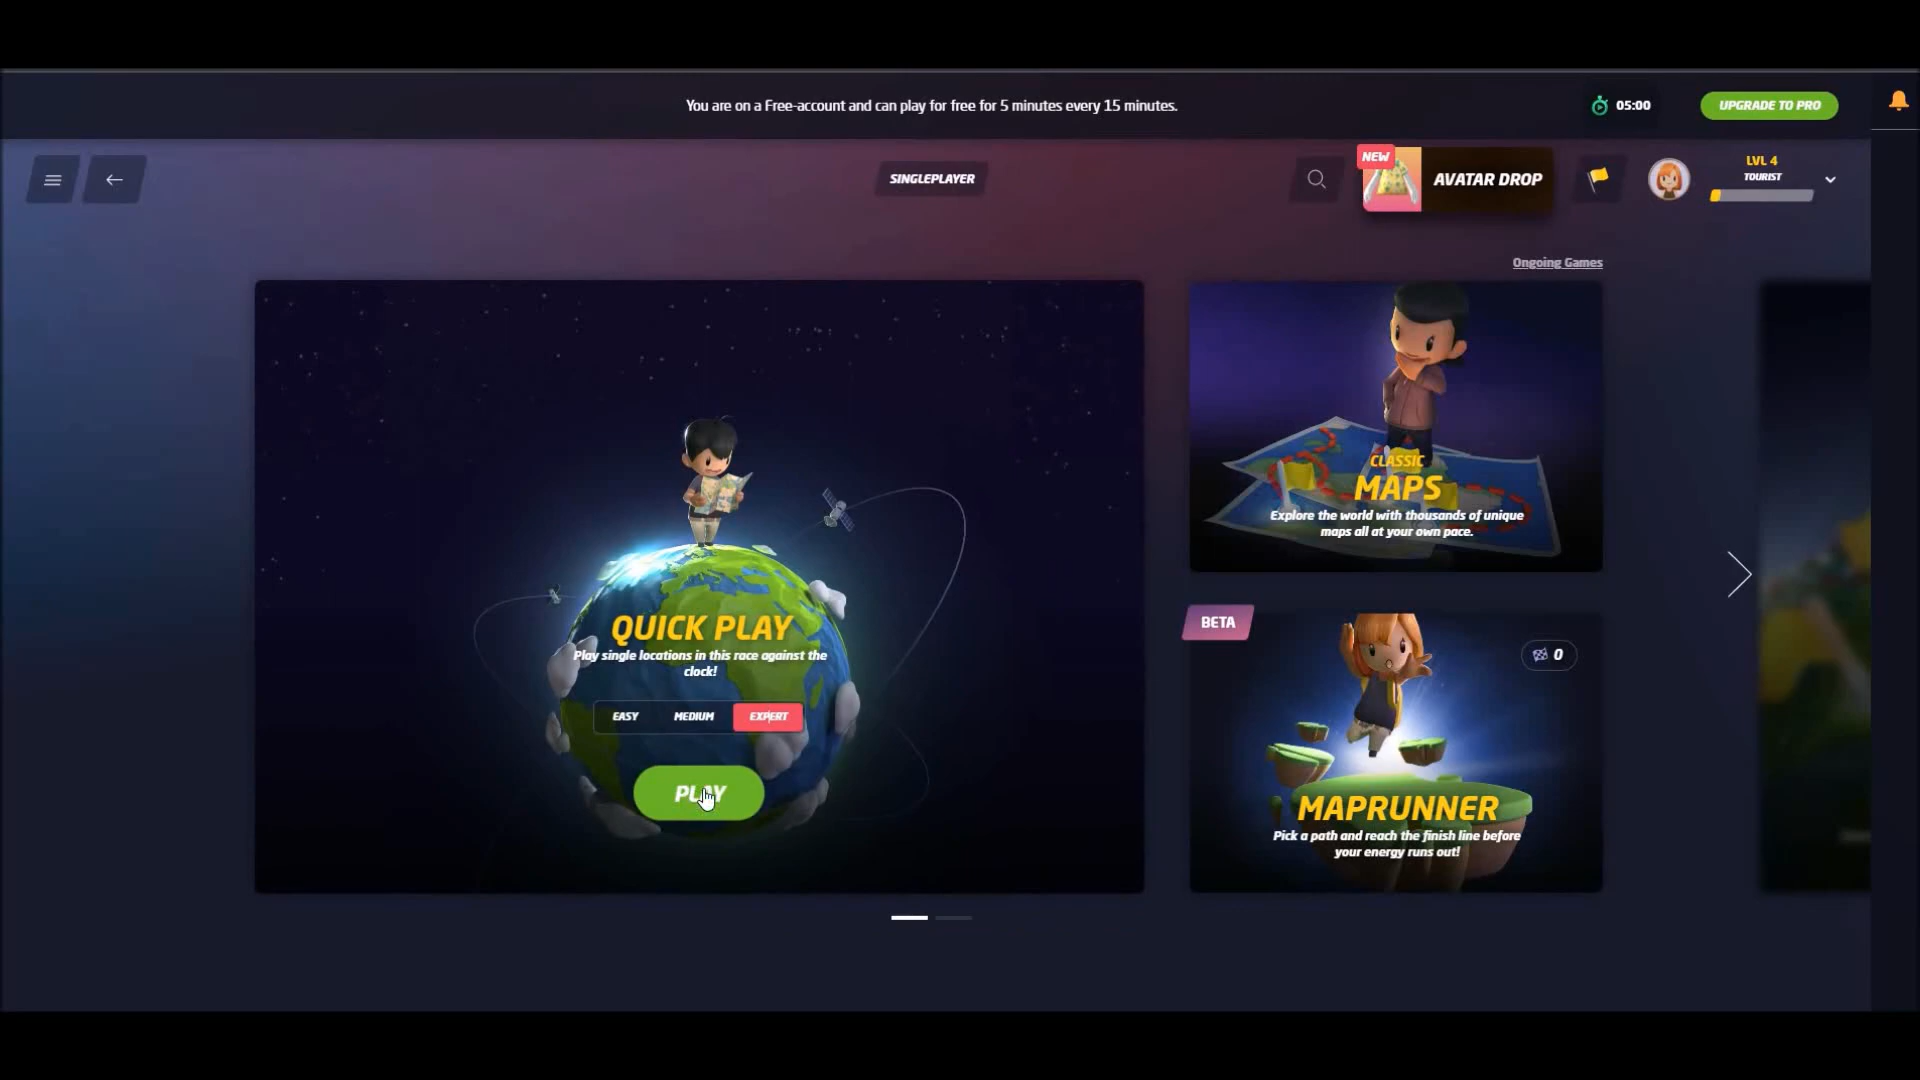 You are on a Free-account and can play for free for 5 minutes every 15 minutes.
05:00
UPGRADE TO PRO
SINGLEPLAYER
NEW
AVATAR DROP
LVL 4
TOURIST
Ongoing Games
QUICK PLAY
Play single locations in this race against the
clock!
EASY
MEDIUM
EXPERT
PLAY
CLASSIC
MAPS
Explore the world with thousands of unique
maps all at your own pace.
BETA
0
MAPRUNNER
Pick a path and reach the finish line before
your energy runs out!